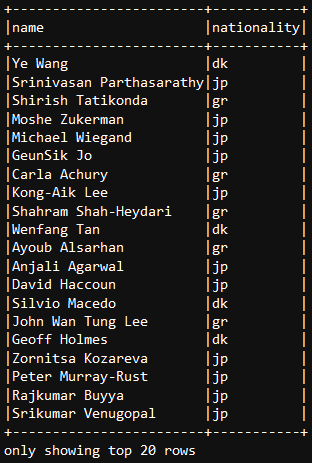 +----------------------+-----------+
|name                  |nationality|
+----------------------+-----------+
|Ye Wang               |dk         |
|Srinivasan Parthasarathy|jp         |
|Shirish Tatikonda     |gr         |
|Moshe Zukerman        |jp         |
|Michael Wiegand       |jp         |
|GeunSik Jo            |jp         |
|Carla Achury          |gr         |
|Kong-Aik Lee          |jp         |
|Shahram Shah-Heydari  |gr         |
|Wenfang Tan           |dk         |
|Ayoub Alsarhan        |gr         |
|Anjali Agarwal        |jp         |
|David Haccoun         |jp         |
|Silvio Macedo         |dk         |
|John Wan Tung Lee     |gr         |
|Geoff Holmes          |dk         |
|Zornitsa Kozareva     |jp         |
|Peter Murray-Rust     |jp         |
|Rajkumar Buyya        |jp         |
|Srikumar Venugopal    |jp         |
+----------------------+-----------+
only showing top 20 rows